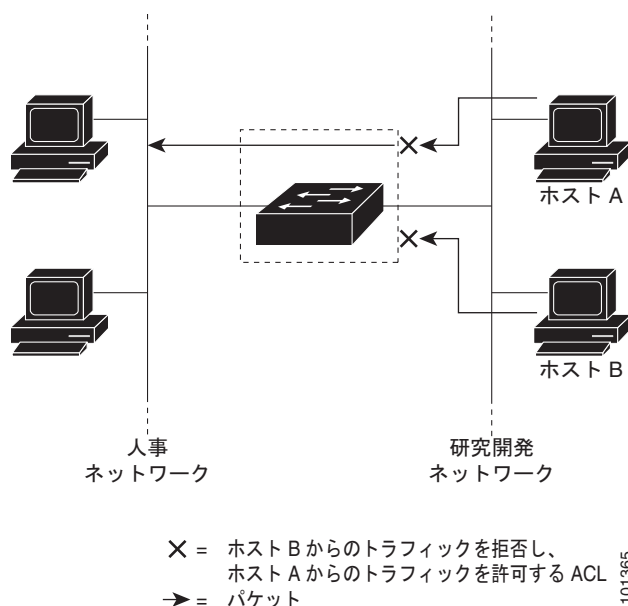 ホスト A
ホスト B
人事
ネットワーク
研究開発
ネットワーク
✕ = ホスト B からのトラフィックを拒否し、
ホスト A からのトラフィックを許可する ACL
➔ = パケット
101365